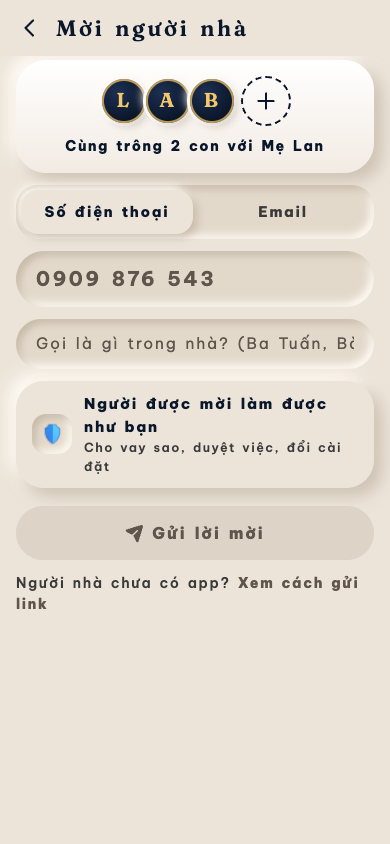 Mời người nhà
L A B +
Cùng trông 2 con với Mẹ Lan
Số điện thoại Email
0909 876 543
Gọi là gì trong nhà? (Ba Tuấn, Bà
Người được mời làm được
như bạn
Cho vay sao, duyệt việc, đổi cài
đặt
Gửi lời mời
Người nhà chưa có app? Xem cách gửi
link